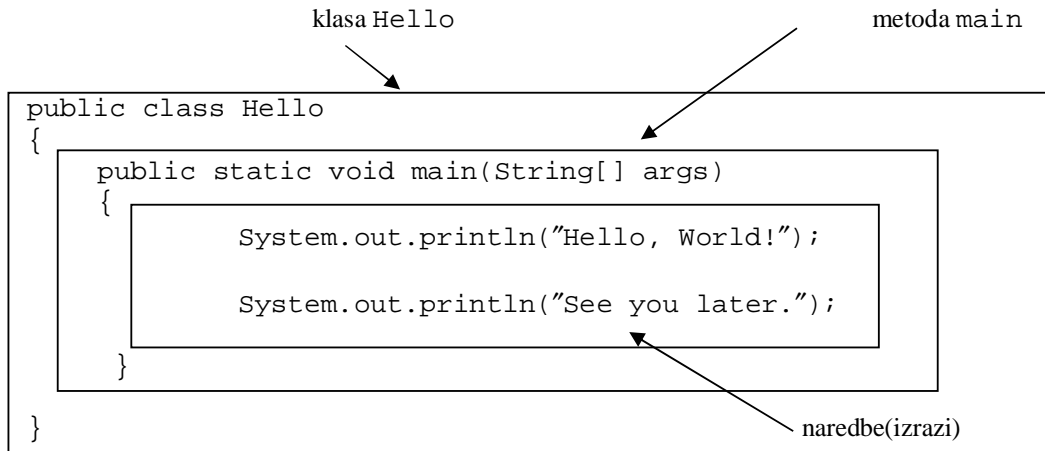 klasa Hello metoda main
public class Hello
{
public static void main(String[] args)
{
System.out.println(″Hello, World!″);
System.out.println(″See you later.″);
}
}
naredbe(izrazi)